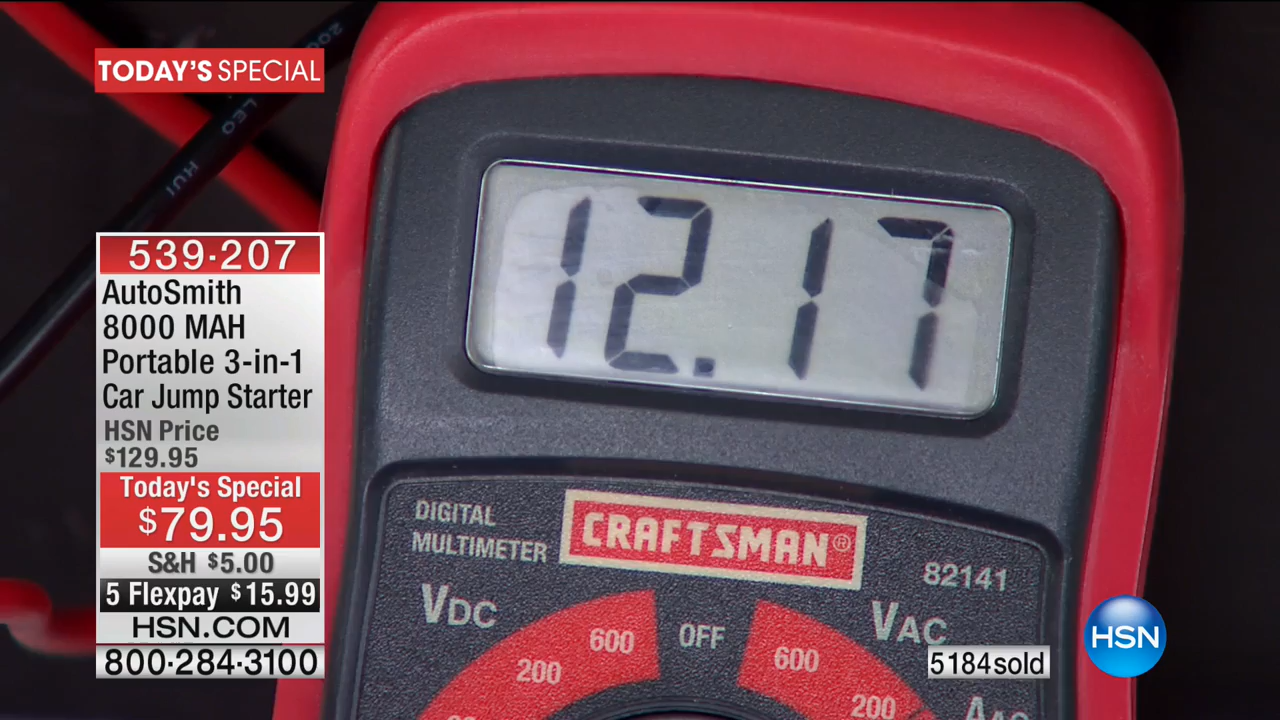 TODAY'S SPECIAL
539·207
AutoSmith
8000 MAH
Portable 3-in-1
Car Jump Starter
HSN Price
$129.95
Today's Special
$79.95
S&H $5.00
5 Flexpay $15.99
HSN.COM
800·284·3100
LEO
HUI
12.17
DIGITAL
MULTIMETER
CRAFTSMAN®
82141
VDC
600
200
OFF
VAC
600
200
5184sold
HSN